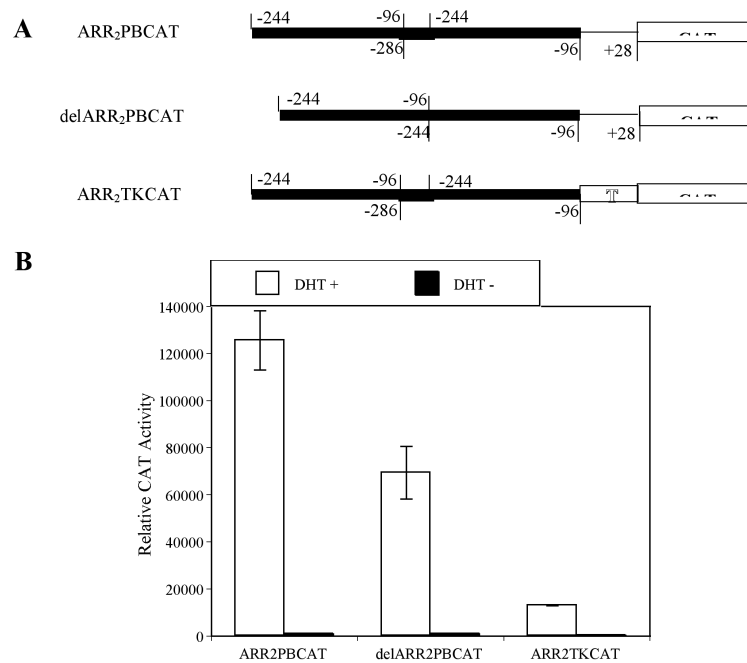 A
ARR₂PBCAT
-244 -96 -244
-286 -96 +28
delARR₂PBCAT
-244 -96
-244 -96 +28
ARR₂TKCAT
-244 -96 -244
-286 -96
T
B
DHT + DHT -
Relative CAT Activity
140000
120000
100000
80000
60000
40000
20000
0
ARR2PBCAT delARR2PBCAT ARR2TKCAT